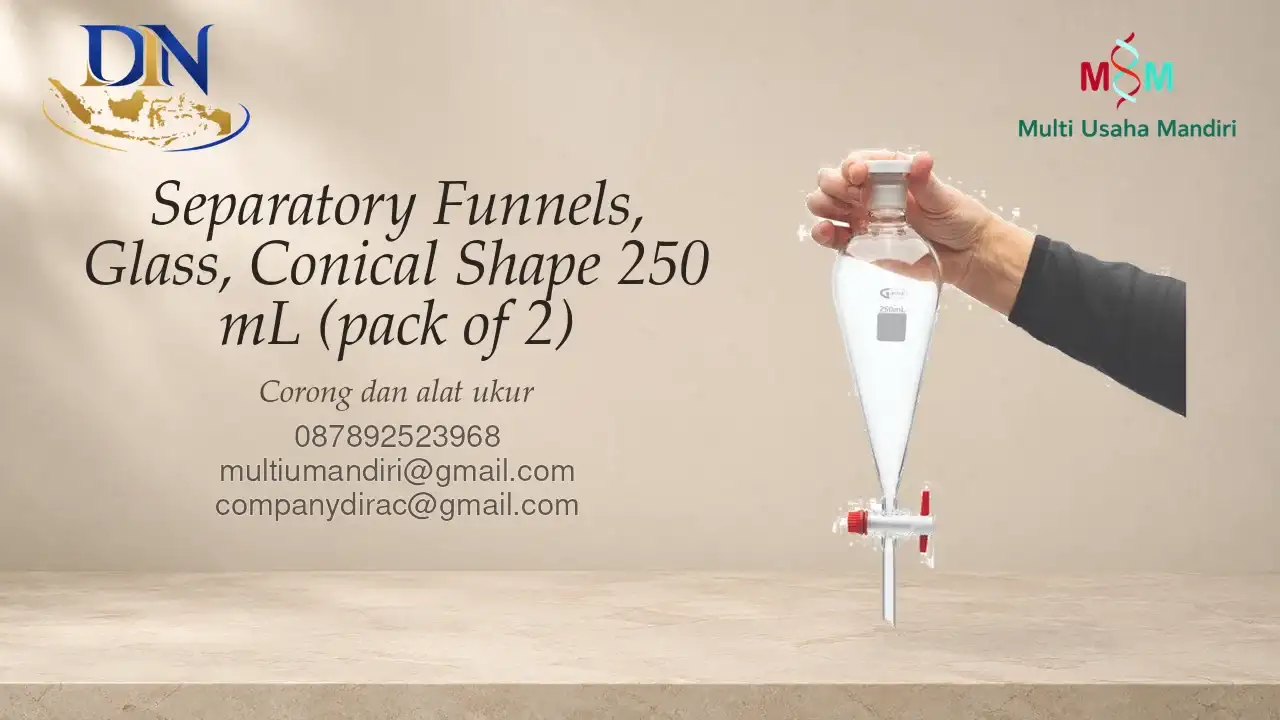 DIN
MSM
Multi Usaha Mandiri
Separatory Funnels,
Glass, Conical Shape 250
mL (pack of 2)
Corong dan alat ukur
087892523968
multiumandiri@gmail.com
companydirac@gmail.com
250mL